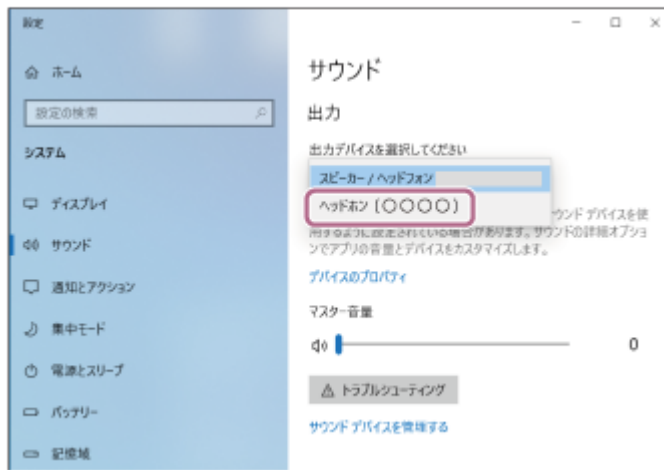 設定
ホーム
設定の検索
システム
ディスプレイ
サウンド
通知とアクション
集中モード
電源とスリープ
バッテリー
記憶域
サウンド
出力
出力デバイスを選択してください
スピーカー / ヘッドフォン
ヘッドホン (〇〇〇〇)
ウンド デバイスを使
用するように設定されている場合があります。サウンドの詳細オプショ
ンでアプリの音量とデバイスをカスタマイズします。
デバイスのプロパティ
マスター音量
0
トラブルシューティング
サウンド デバイスを管理する